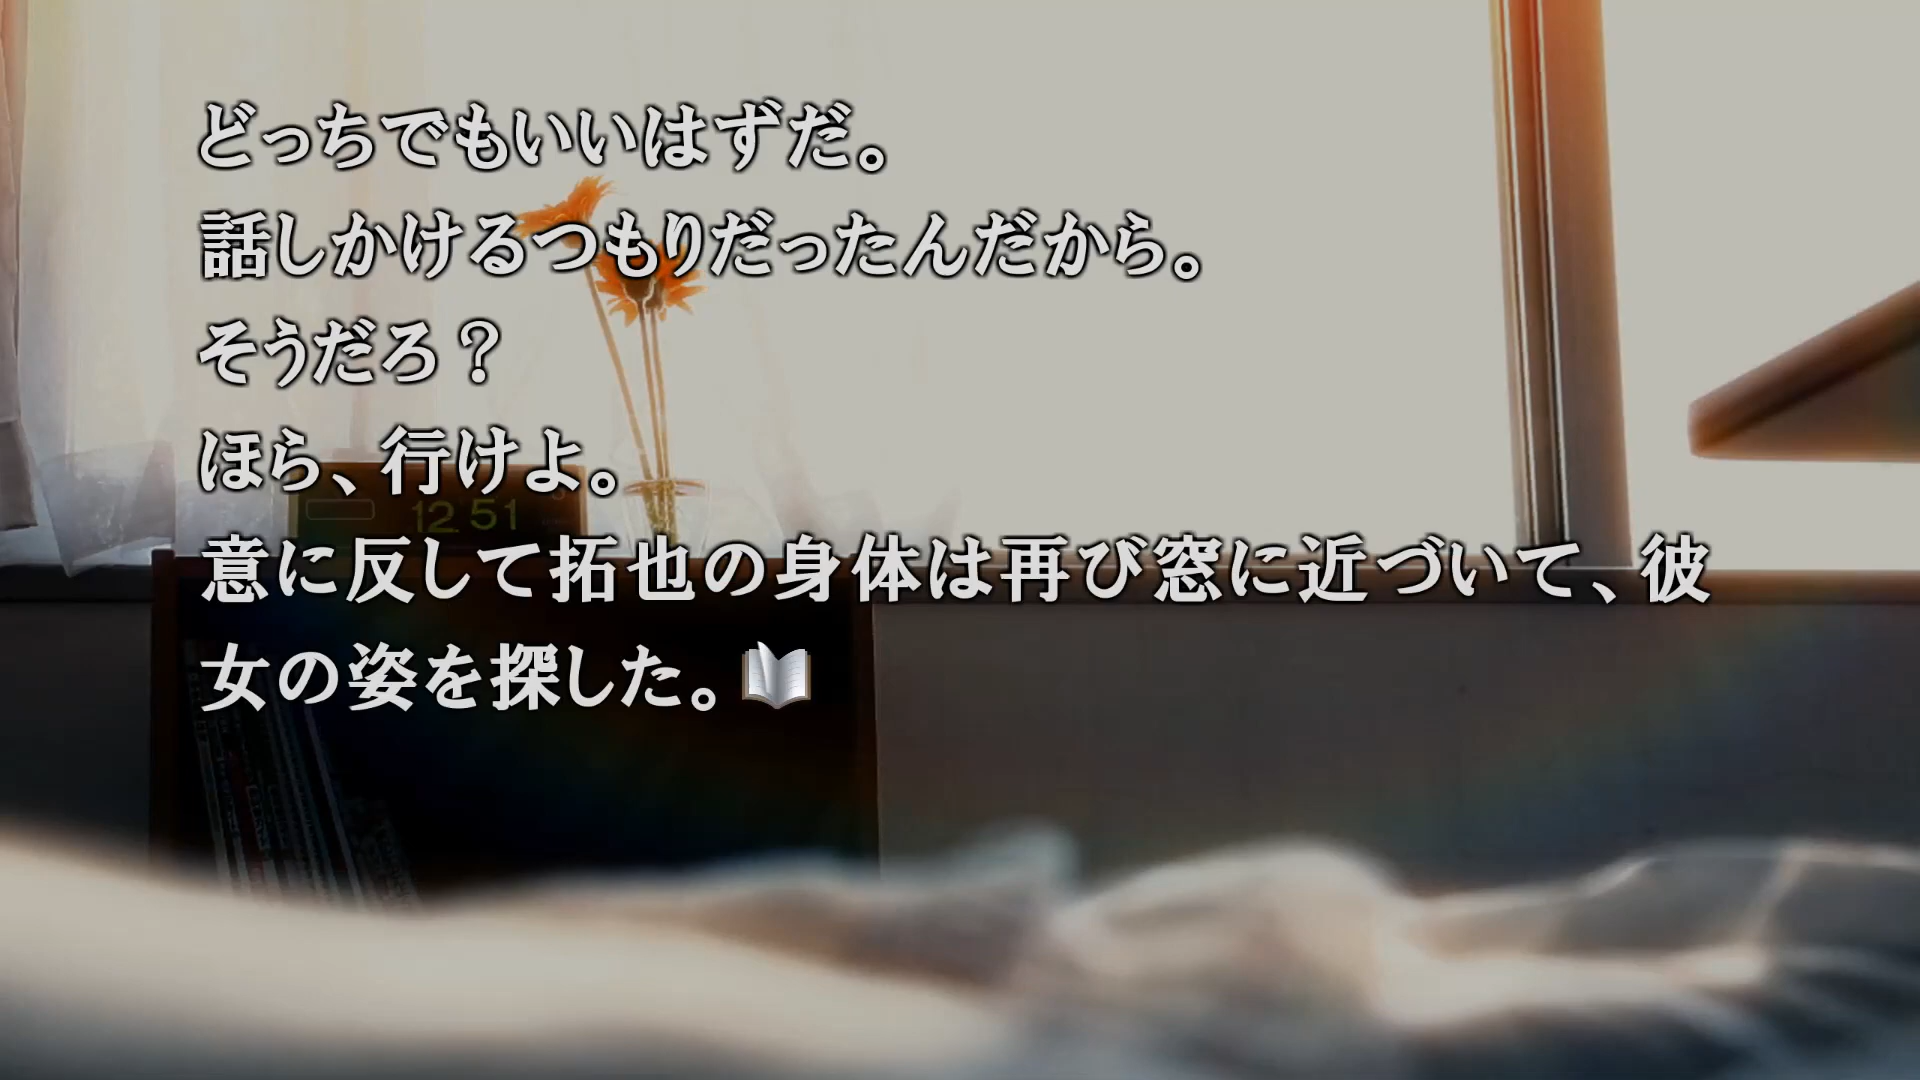 どっちでもいいはずだ。
話しかけるつもりだったんだから。
そうだろ？
ほら、行けよ。
12:51
意に反して拓也の身体は再び窓に近づいて、彼
女の姿を探した。